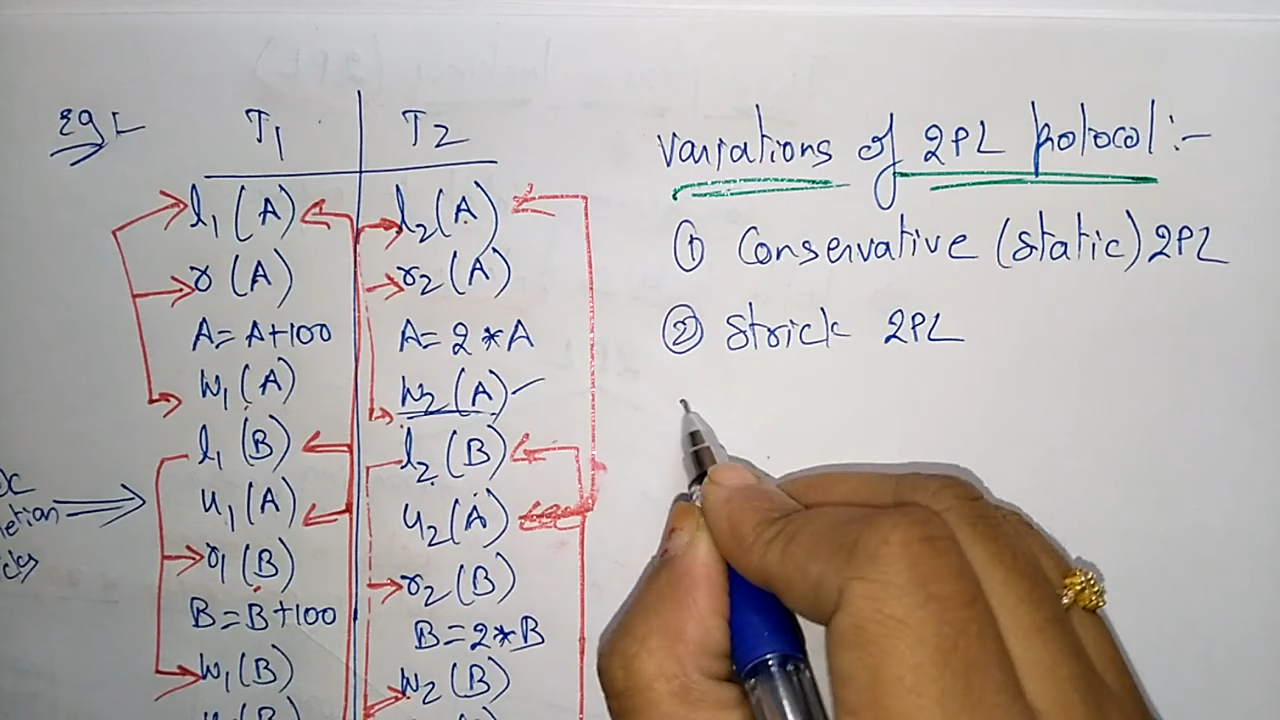 Eg:-
T1 T2
l1(A) l2(A)
r(A) r2(A)
A=A+100 A=2*A
W1(A) W2(A)
l1(B) l2(B)
u1(A) u2(A)
r1(B) r2(B)
B=B+100 B=2*B
W1(B) W2(B)
variations of 2PL protocol:-
① Conservative (static) 2PL
② strick 2PL